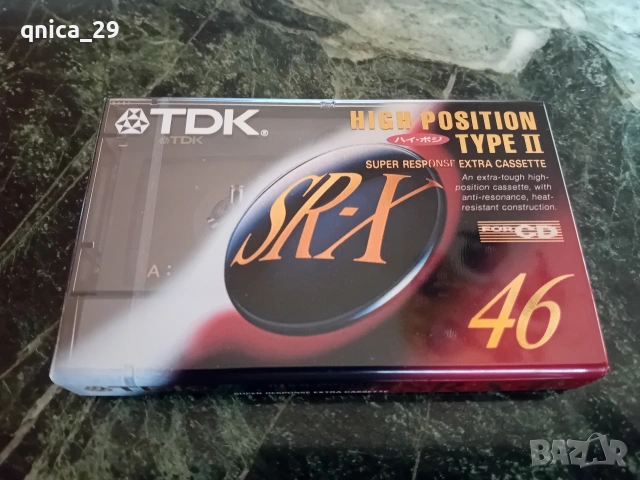 qnica_29
TDK®
TDK
HIGH POSITION
ハイ・ポジ TYPE II
SUPER RESPONSE EXTRA CASSETTE
An extra-tough high-
position cassette, with
anti-resonance, heat-
resistant construction.
FOR CD
SR-X
A:
46
SUPER RESPONSE EXTRA CASSETTE
BAZAR